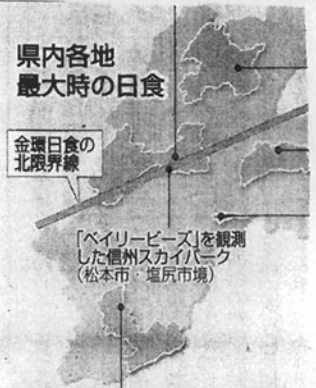 県内各地
最大時の日食
金環日食の
北限界線
「ベイリービーズ」を観測
した信州スカイパーク
(松本市・塩尻市境)